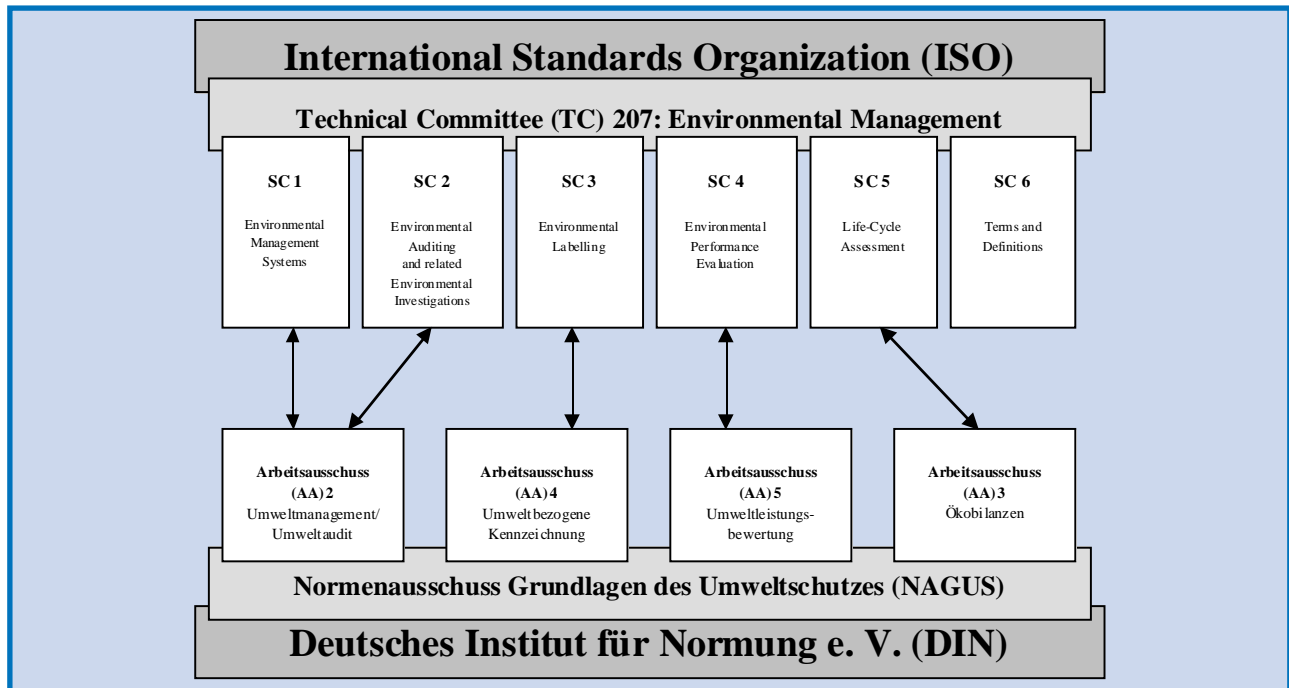 International Standards Organization (ISO)
Technical Committee (TC) 207: Environmental Management
SC 1
Environmental
Management
Systems
SC 2
Environmental
Auditing
and related
Environmental
Investigations
SC 3
Environmental
Labelling
SC 4
Environmental
Performance
Evaluation
SC 5
Life-Cycle
Assessment
SC 6
Terms and
Definitions
Arbeitsausschuss
(AA) 2
Umweltmanagement/
Umweltaudit
Arbeitsausschuss
(AA) 4
Umweltbezogene
Kennzeichnung
Arbeitsausschuss
(AA) 5
Umweltleistungs-
bewertung
Arbeitsausschuss
(AA) 3
Ökobilanzen
Normenausschuss Grundlagen des Umweltschutzes (NAGUS)
Deutsches Institut für Normung e. V. (DIN)